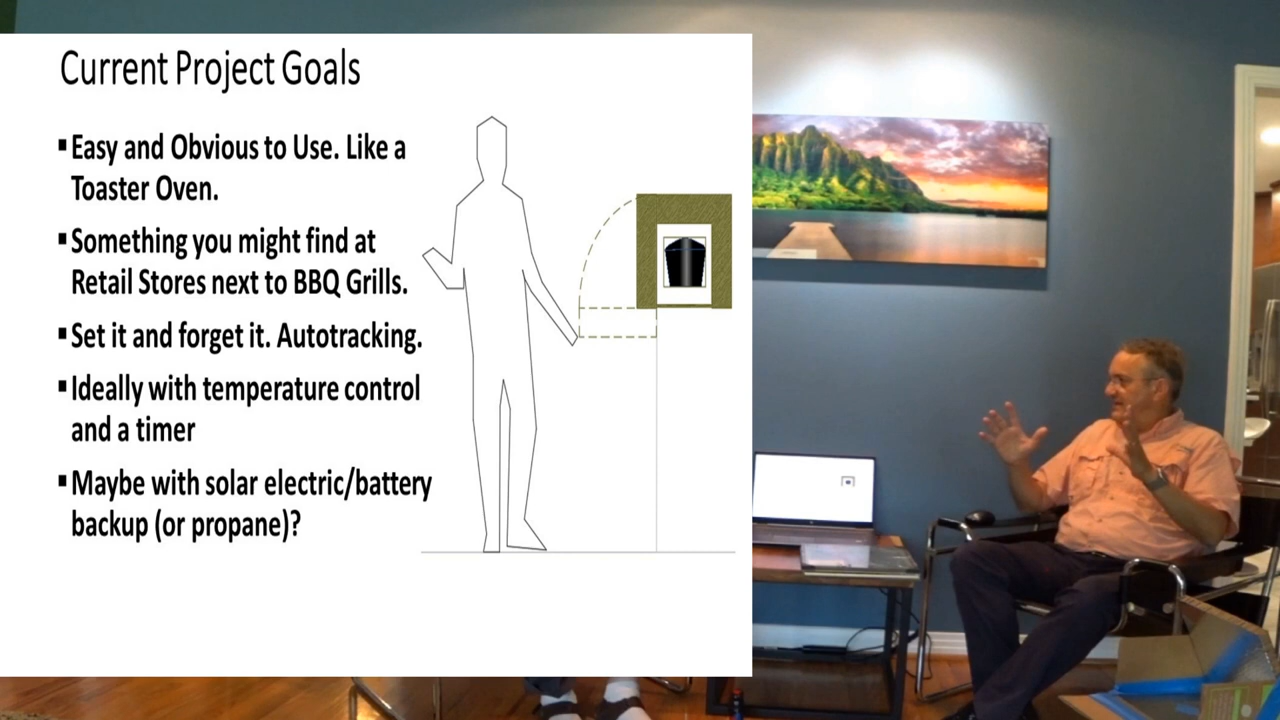 Current Project Goals
▪Easy and Obvious to Use. Like a
Toaster Oven.
▪Something you might find at
Retail Stores next to BBQ Grills.
▪Set it and forget it. Autotracking.
▪Ideally with temperature control
and a timer
▪Maybe with solar electric/battery
backup (or propane)?